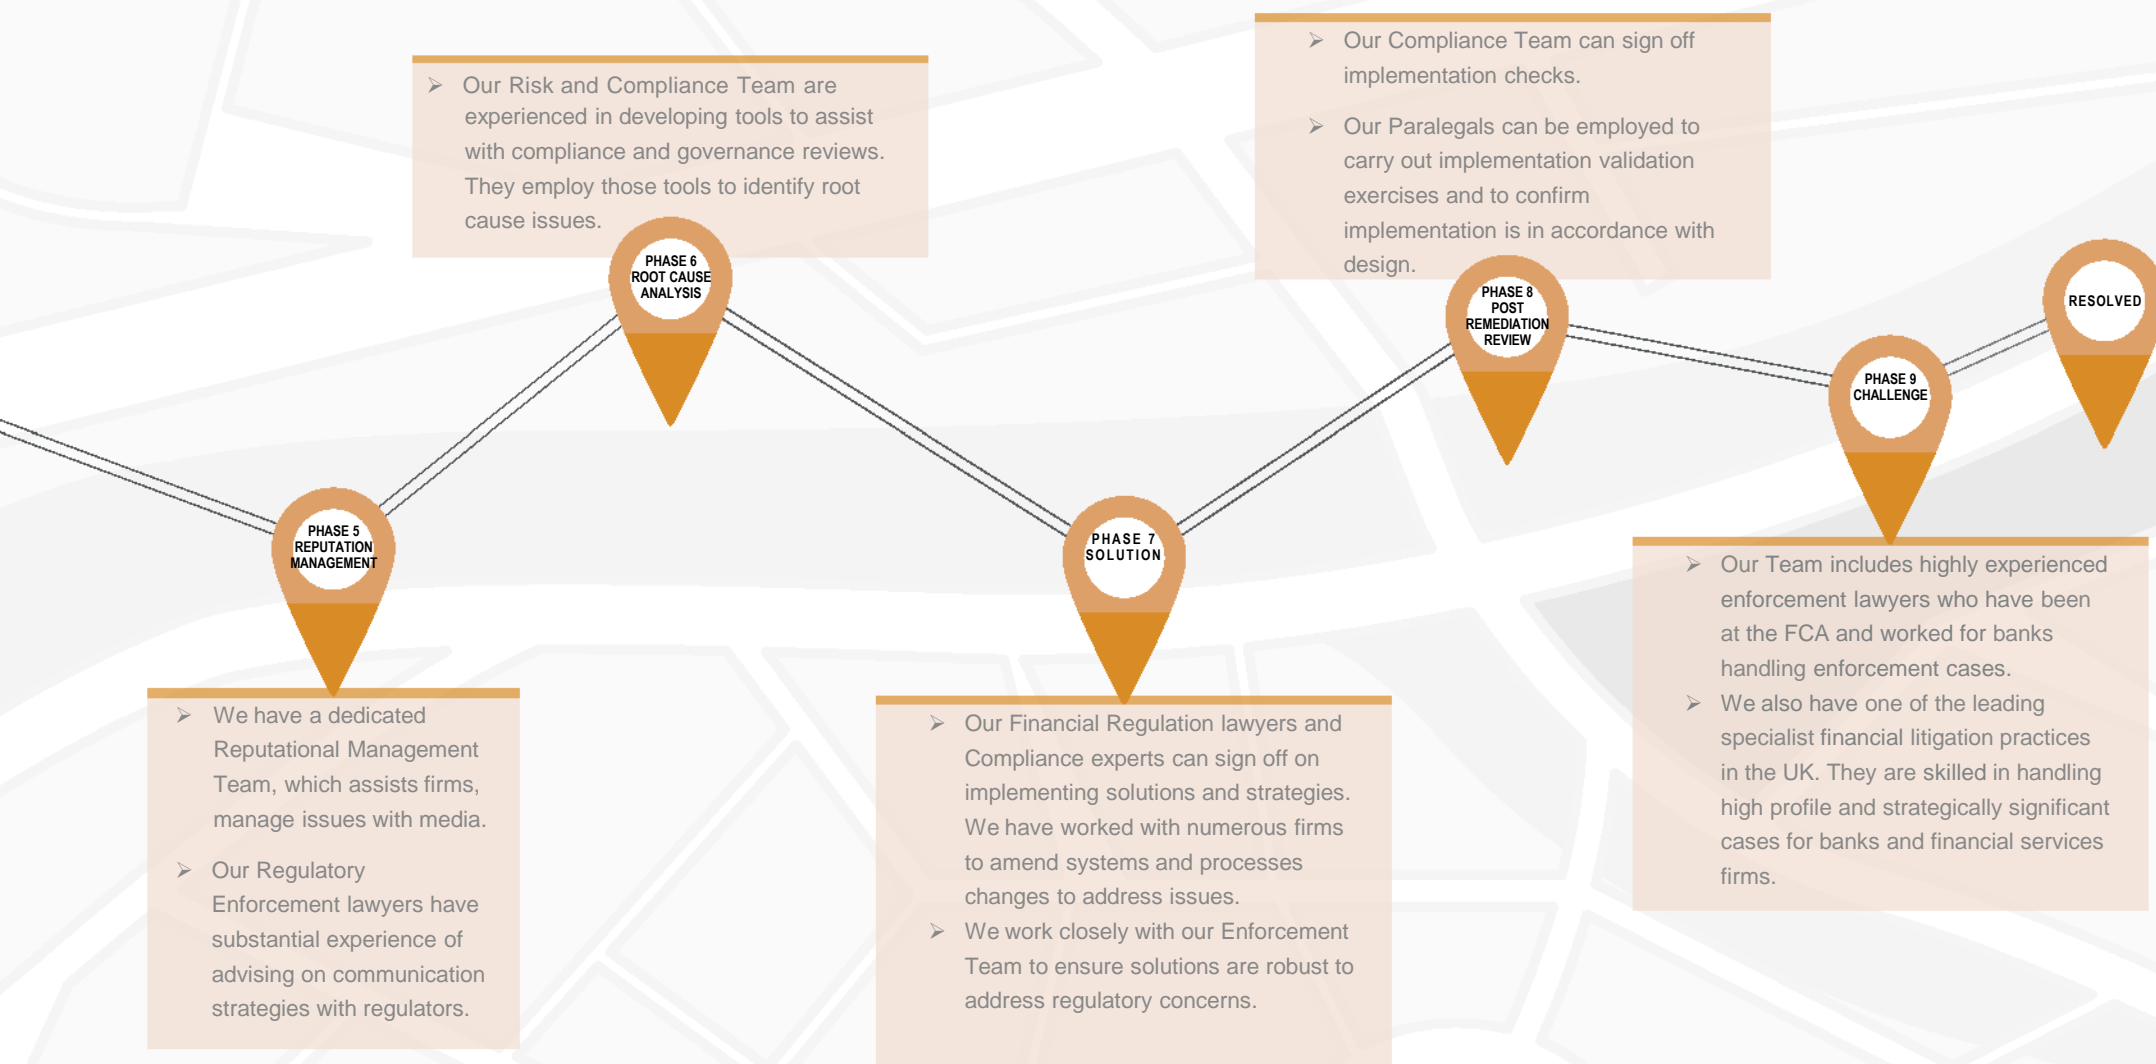 ➢ Our Risk and Compliance Team are
experienced in developing tools to assist
with compliance and governance reviews.
They employ those tools to identify root
cause issues.
➢ Our Compliance Team can sign off
implementation checks.
➢ Our Paralegals can be employed to
carry out implementation validation
exercises and to confirm
implementation is in accordance with
design.
PHASE 5
REPUTATION
MANAGEMENT
PHASE 6
ROOT CAUSE
ANALYSIS
PHASE 7
SOLUTION
PHASE 8
POST
REMEDIATION
REVIEW
PHASE 9
CHALLENGE
RESOLVED
➢ We have a dedicated
Reputational Management
Team, which assists firms,
manage issues with media.
➢ Our Regulatory
Enforcement lawyers have
substantial experience of
advising on communication
strategies with regulators.
➢ Our Financial Regulation lawyers and
Compliance experts can sign off on
implementing solutions and strategies.
We have worked with numerous firms
to amend systems and processes
changes to address issues.
➢ We work closely with our Enforcement
Team to ensure solutions are robust to
address regulatory concerns.
➢ Our Team includes highly experienced
enforcement lawyers who have been
at the FCA and worked for banks
handling enforcement cases.
➢ We also have one of the leading
specialist financial litigation practices
in the UK. They are skilled in handling
high profile and strategically significant
cases for banks and financial services
firms.